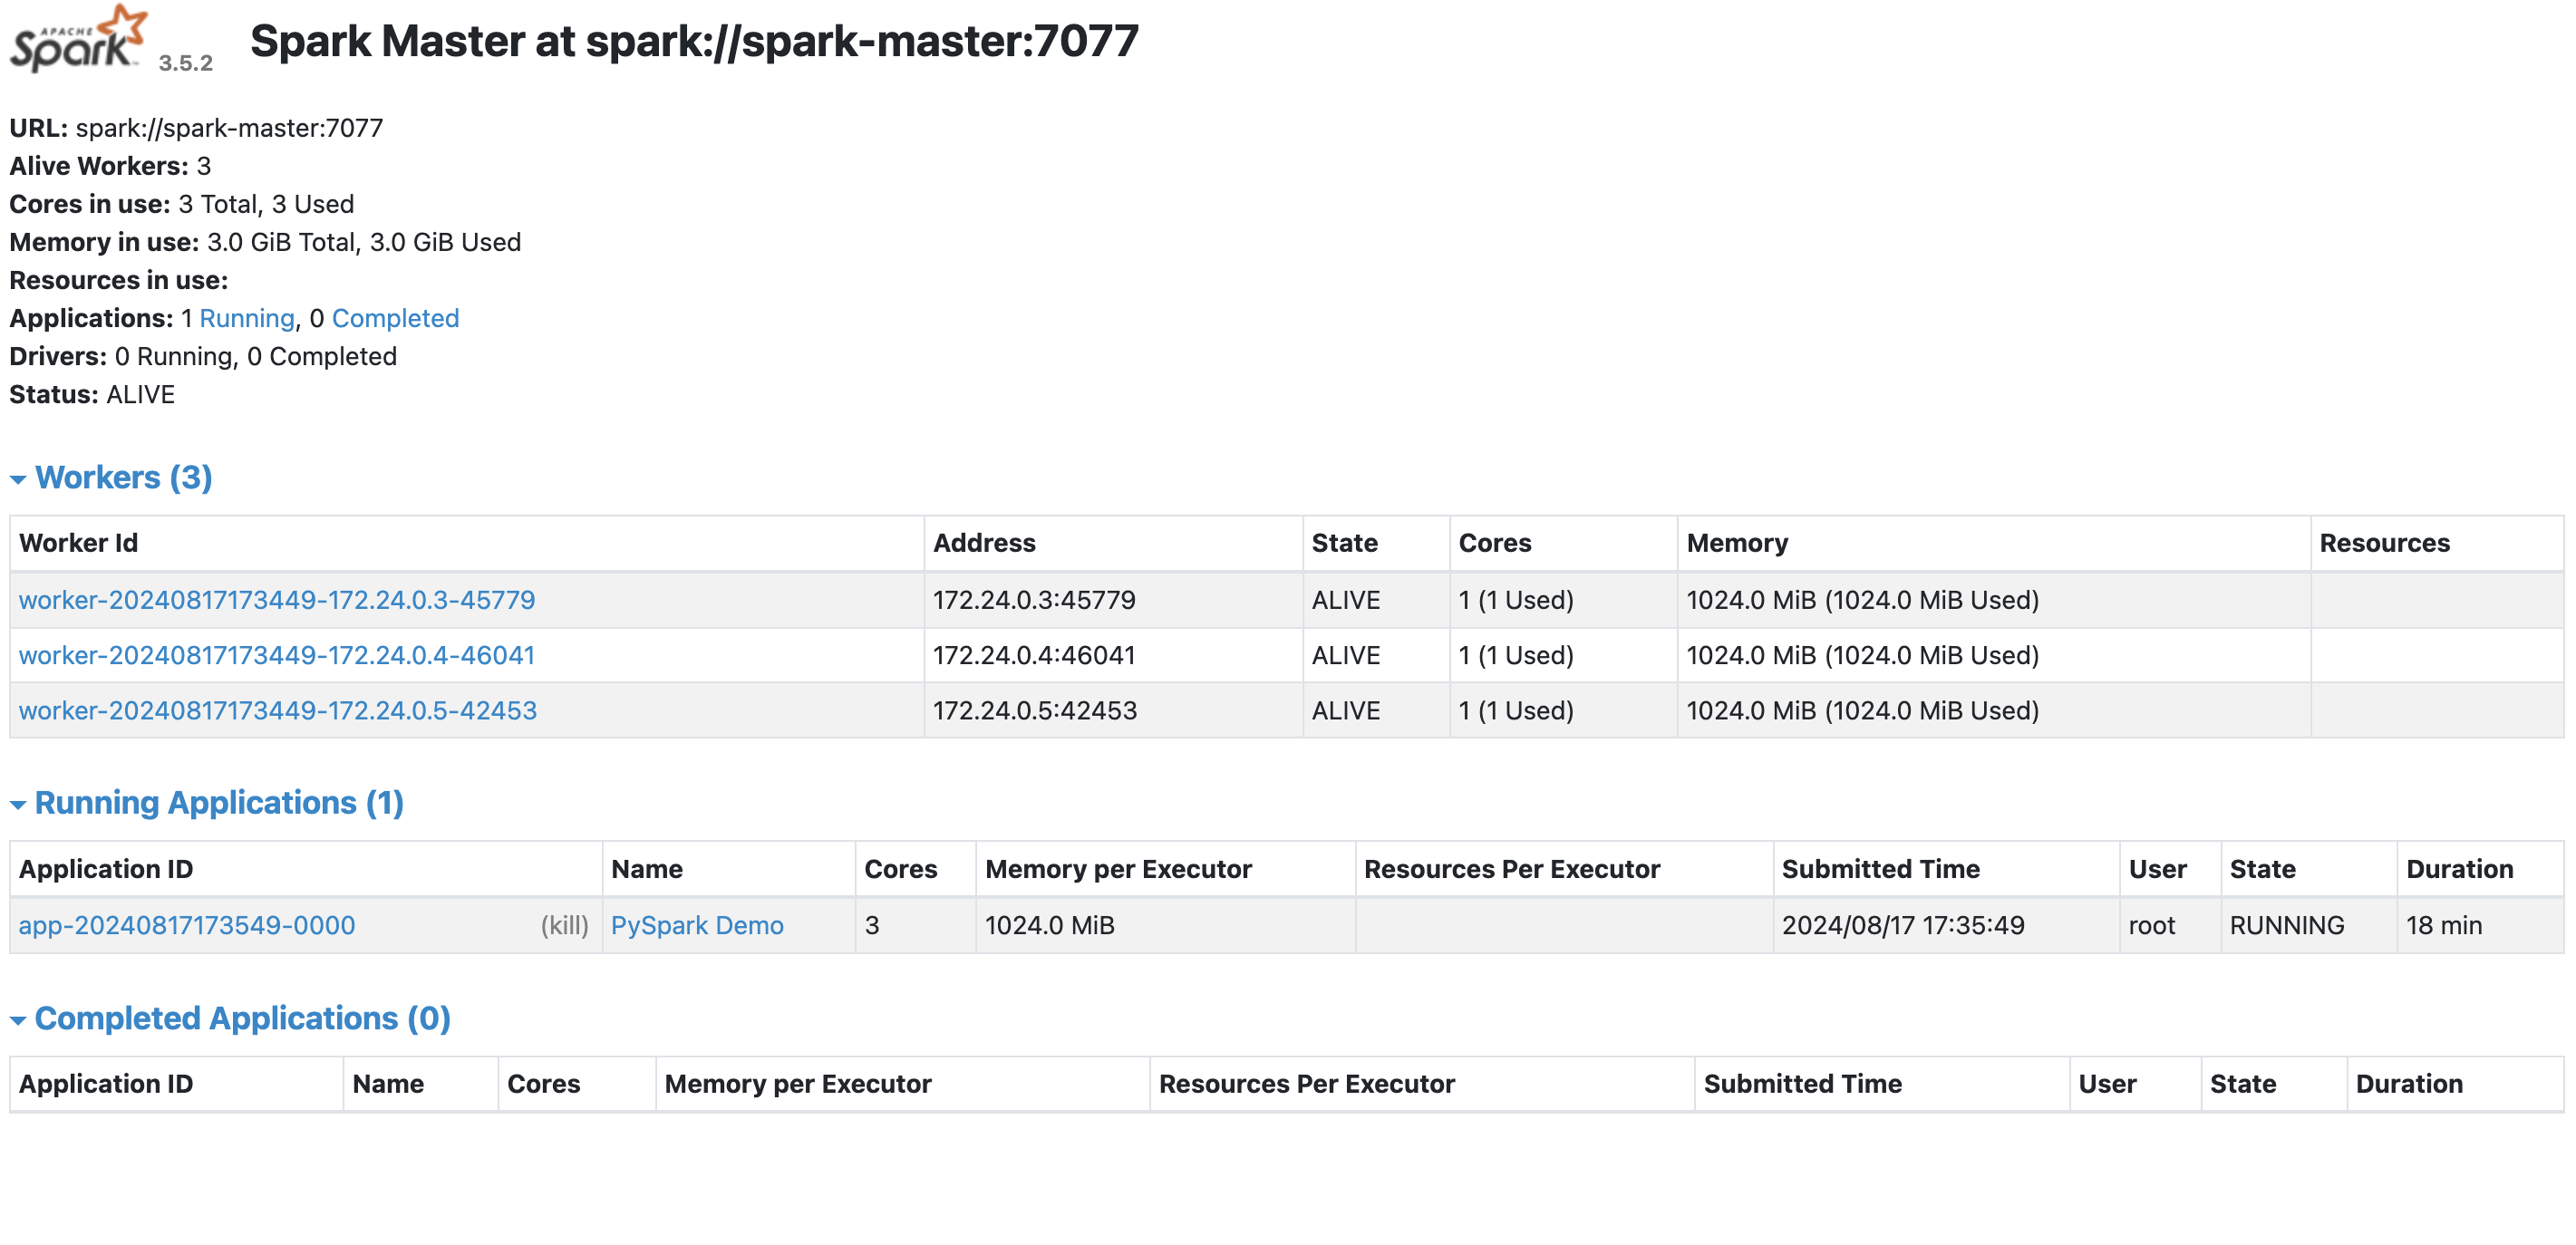 APACHE
Spark 3.5.2 Spark Master at spark://spark-master:7077
URL: spark://spark-master:7077
Alive Workers: 3
Cores in use: 3 Total, 3 Used
Memory in use: 3.0 GiB Total, 3.0 GiB Used
Resources in use:
Applications: 1 Running, 0 Completed
Drivers: 0 Running, 0 Completed
Status: ALIVE
Workers (3)
Worker Id Address State Cores Memory Resources
worker-20240817173449-172.24.0.3-45779 172.24.0.3:45779 ALIVE 1 (1 Used) 1024.0 MiB (1024.0 MiB Used)
worker-20240817173449-172.24.0.4-46041 172.24.0.4:46041 ALIVE 1 (1 Used) 1024.0 MiB (1024.0 MiB Used)
worker-20240817173449-172.24.0.5-42453 172.24.0.5:42453 ALIVE 1 (1 Used) 1024.0 MiB (1024.0 MiB Used)
Running Applications (1)
Application ID Name Cores Memory per Executor Resources Per Executor Submitted Time User State Duration
app-20240817173549-0000 (kill) PySpark Demo 3 1024.0 MiB 2024/08/17 17:35:49 root RUNNING 18 min
Completed Applications (0)
Application ID Name Cores Memory per Executor Resources Per Executor Submitted Time User State Duration